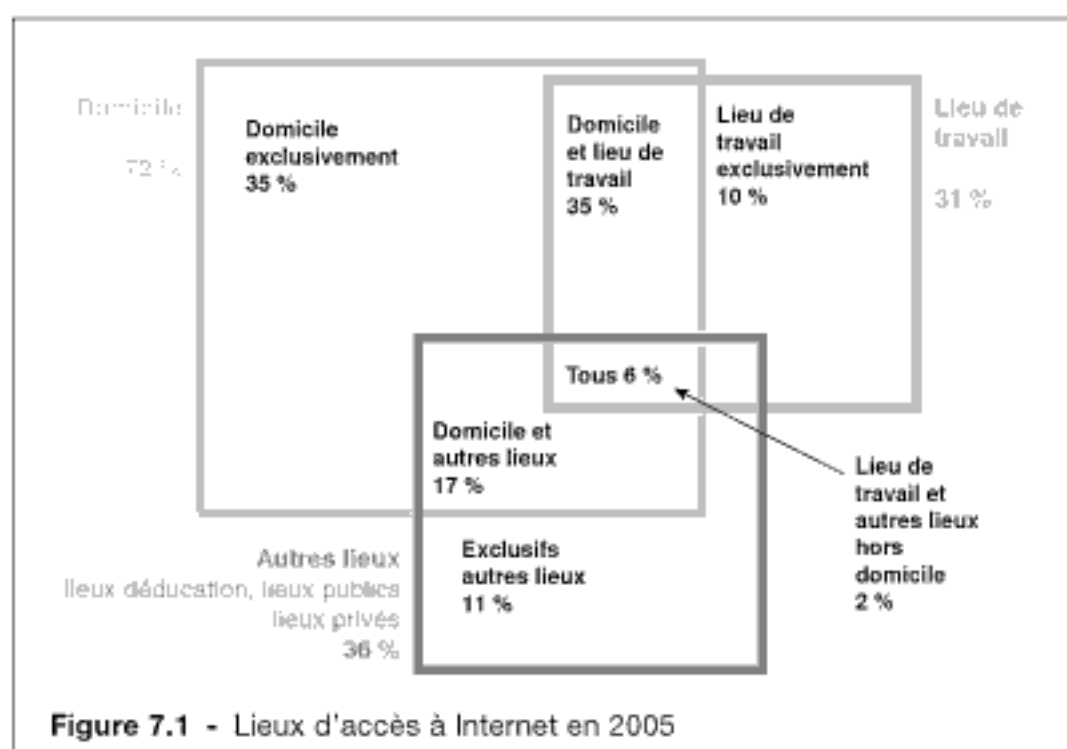 Domicile
72 %
Domicile
exclusivement
35 %
Domicile
et lieu de
travail
35 %
Lieu de
travail
exclusivement
10 %
Lieu de
travail
31 %
Tous 6 %
Domicile et
autres lieux
17 %
Lieu de
travail et
autres lieux
hors
domicile
2 %
Exclusifs
autres lieux
11 %
Autres lieux
lieux déducation, lieux publics
lieux privés
36 %
Figure 7.1 - Lieux d'accès à Internet en 2005